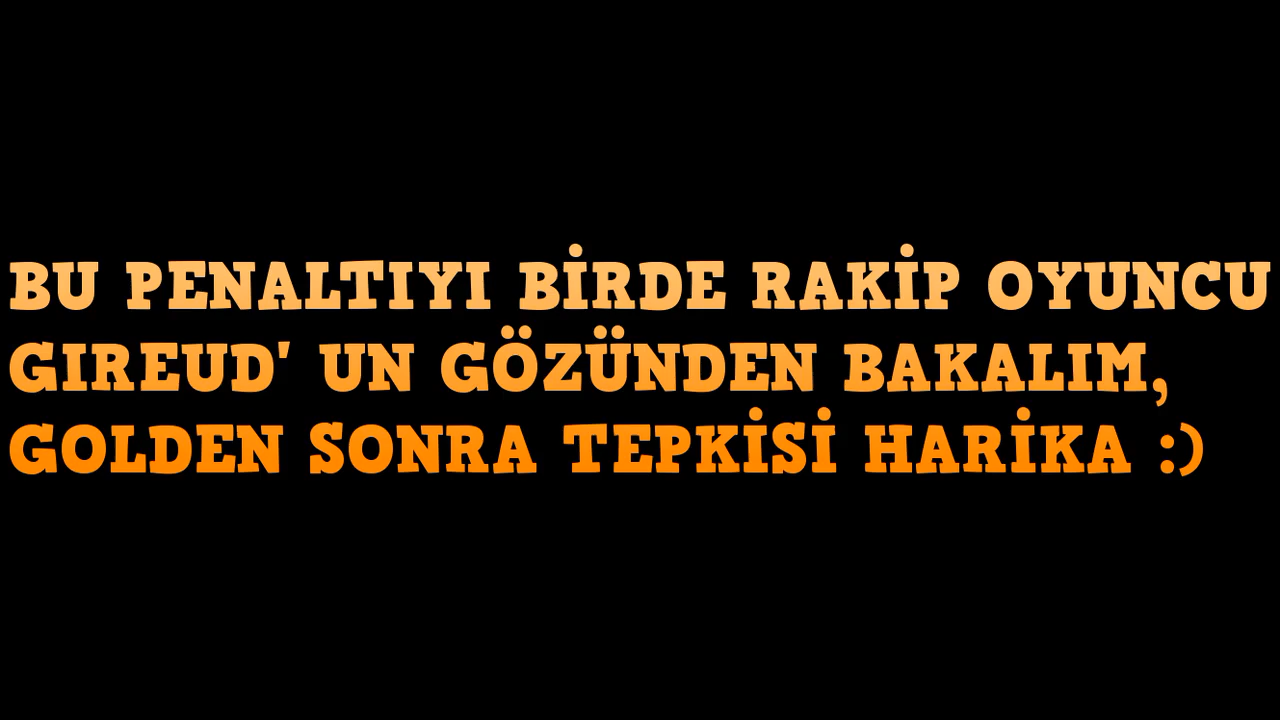 BU PENALTIYI BİRDE RAKİP OYUNCU
GIREUD' UN GÖZÜNDEN BAKALIM,
GOLDEN SONRA TEPKİSİ HARİKA :)